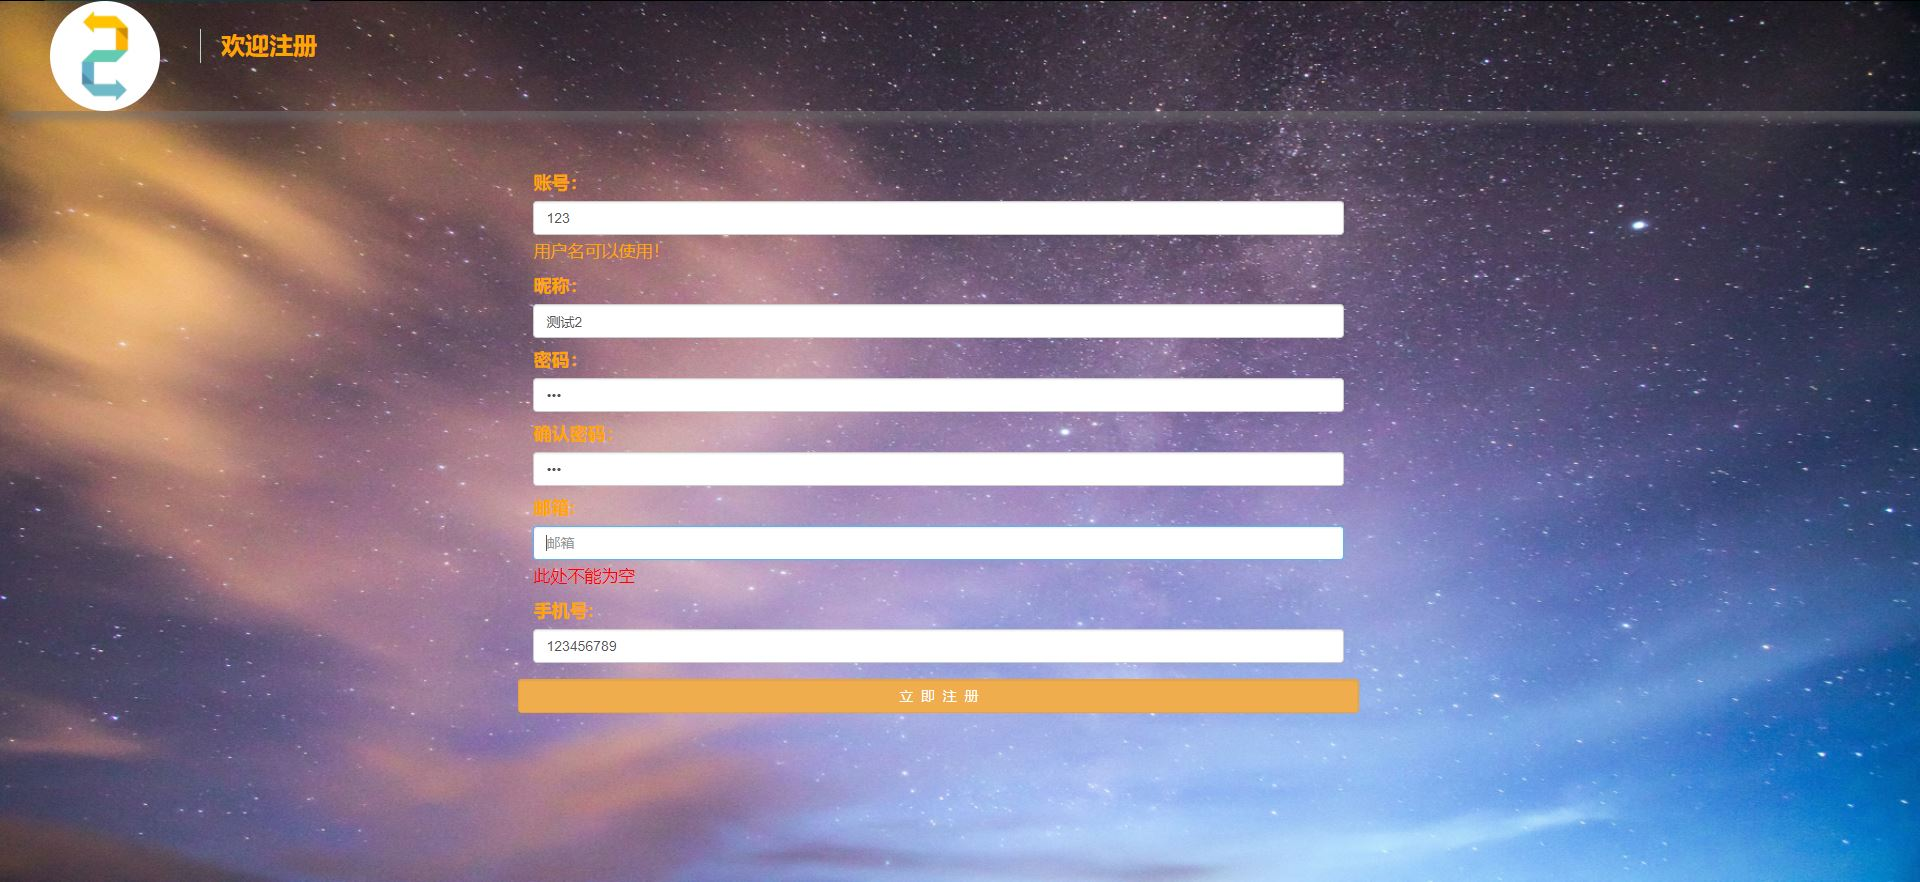 欢迎注册
账号：
123
用户名可以使用！
昵称：
测试2
密码：
•••
确认密码：
•••
邮箱：
邮箱
此处不能为空
手机号：
123456789
立 即 注 册